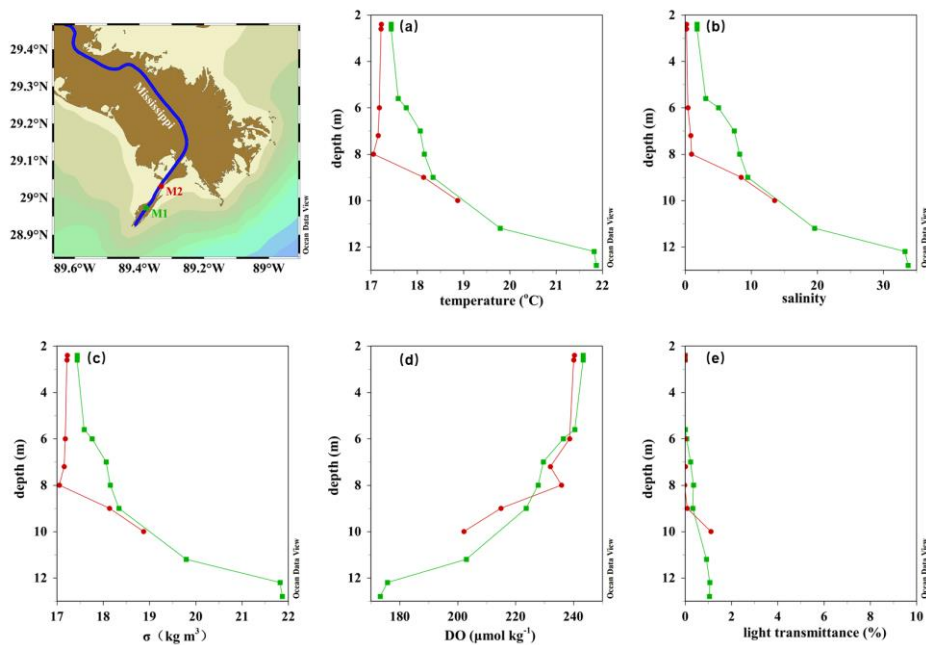 29.4°N
29.3°N
29.2°N
29.1°N
29°N
28.9°N
89.6°W 89.4°W 89.2°W 89°W
Mississippi
M2
M1
Ocean Data View
(a)
2
4
6
8
10
12
depth (m)
17 18 19 20 21 22
temperature (°C)
Ocean Data View
(b)
2
4
6
8
10
12
depth (m)
0 10 20 30
salinity
Ocean Data View
(c)
2
4
6
8
10
12
depth (m)
17 18 19 20 21 22
σ (kg m³)
Ocean Data View
(d)
2
4
6
8
10
12
depth (m)
180 200 220 240
DO (μmol kg⁻¹)
Ocean Data View
(e)
2
4
6
8
10
12
depth (m)
0 2 4 6 8 10
light transmittance (%)
Ocean Data View